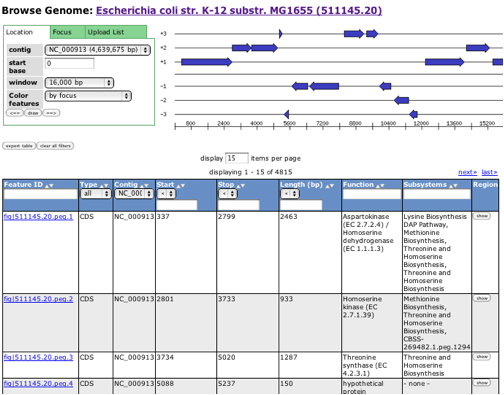 Browse Genome: Escherichia coli str. K-12 substr. MG1655 (511145.20)
Location Focus Upload List
contig NC_000913 (4,639,675 bp)
start base 0
window 16,000 bp
Color features by focus
<== draw ==>
+3
+2
+1
-1
-2
-3
800 2400 4000 5600 7200 8800 10400 12000 13600 15200
export table clear all filters
display 15 items per page
displaying 1 - 15 of 4815
next» last»
Feature ID Type Contig Start Stop Length (bp) Function Subsystems Region
all NC_00(
fig|511145.20.peg.1 CDS NC_000913 337 2799 2463 Aspartokinase (EC 2.7.2.4) / Homoserine dehydrogenase (EC 1.1.1.3) Lysine Biosynthesis DAP Pathway, Methionine Biosynthesis, Threonine and Homoserine Biosynthesis show
fig|511145.20.peg.2 CDS NC_000913 2801 3733 933 Homoserine kinase (EC 2.7.1.39) Methionine Biosynthesis, Threonine and Homoserine Biosynthesis, CBSS-269482.1.peg.1294 show
fig|511145.20.peg.3 CDS NC_000913 3734 5020 1287 Threonine synthase (EC 4.2.3.1) Threonine and Homoserine Biosynthesis show
fig|511145.20.peg.4 CDS NC_000913 5088 5237 150 hypothetical protein - none - show